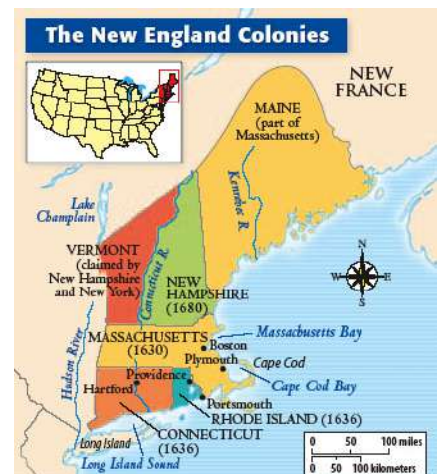 The New England Colonies
NEW
FRANCE
MAINE
(part of
Massachusetts)
Kennebec R.
Lake
Champlain
VERMONT
(claimed by
New Hampshire
and New York)
Connecticut R.
NEW
HAMPSHIRE
(1680)
N
W
E
S
Hudson River
MASSACHUSETTS
(1630)
Boston
Massachusetts Bay
Plymouth
Cape Cod
Providence
Cape Cod Bay
Hartford
Portsmouth
RHODE ISLAND (1636)
CONNECTICUT
(1636)
Long Island
Long Island Sound
0 50 100 miles
0 50 100 kilometers